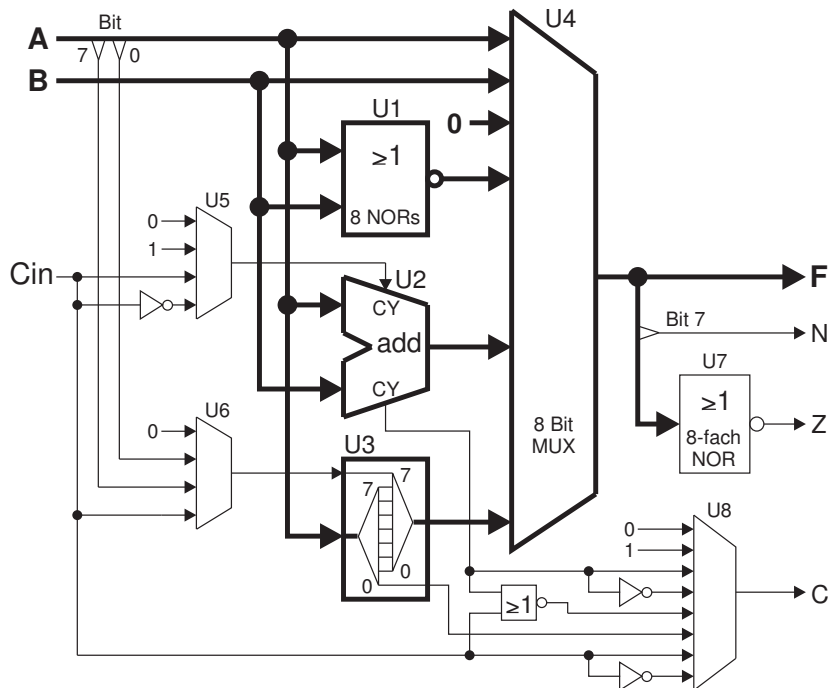 U4
A
Bit
7
0
B
0
U1
≥1
8 NORs
U5
0
1
Cin
U2
CY
add
CY
F
Bit 7
N
U7
≥1
8-fach
NOR
Z
8 Bit
MUX
U6
0
U3
7
7
0
0
U8
0
1
≥1
C